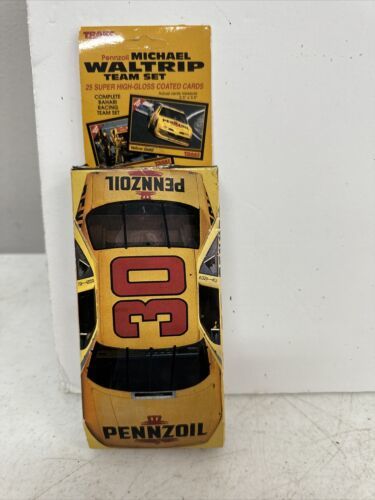 TRAKS
Pennzoil MICHAEL
WALTRIP
TEAM SET
25 SUPER HIGH-GLOSS COATED CARDS
COMPLETE
BAHARI
RACING
TEAM SET
PENNZOIL
PENNZOIL
30
PENNZOIL